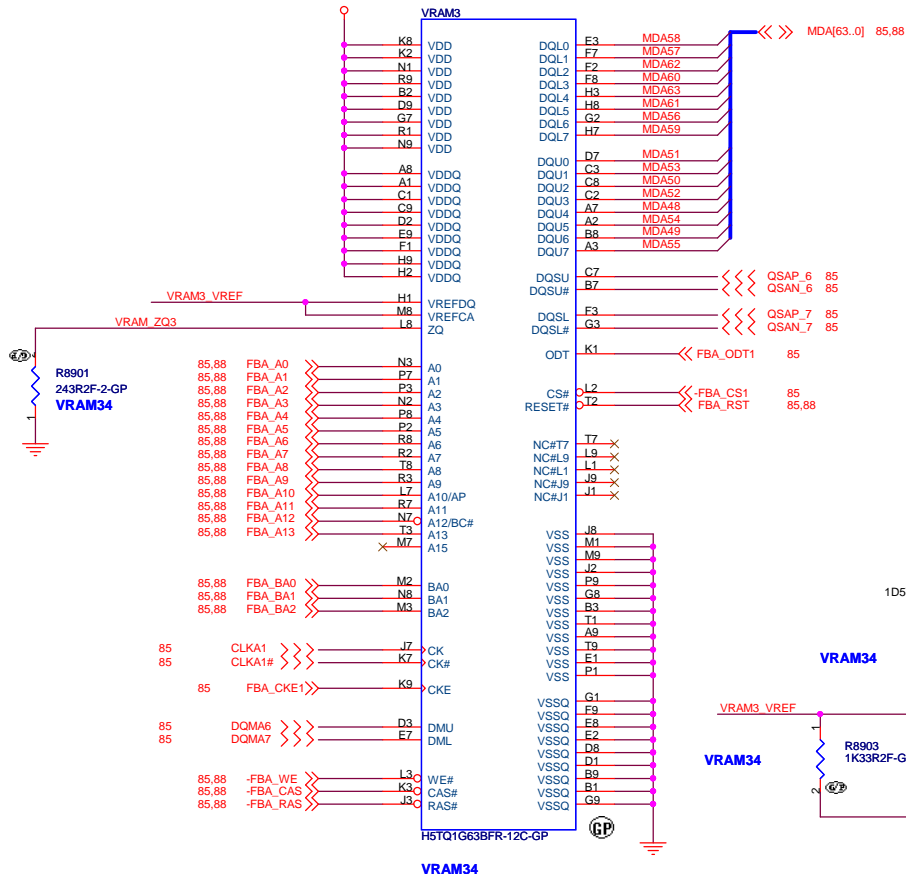 VRAM3
K8 VDD
K2 VDD
N1 VDD
R9 VDD
B2 VDD
D9 VDD
G7 VDD
R1 VDD
N9 VDD
A8 VDDQ
A1 VDDQ
C1 VDDQ
C9 VDDQ
D2 VDDQ
E9 VDDQ
F1 VDDQ
H9 VDDQ
H2 VDDQ
VRAM3_VREF H1 VREFDQ
M8 VREFCA
VRAM_ZQ3 L8 ZQ
R8901
243R2F-2-GP
VRAM34
1
85,88 FBA_A0 N3 A0
85,88 FBA_A1 P7 A1
85,88 FBA_A2 P3 A2
85,88 FBA_A3 N2 A3
85,88 FBA_A4 P8 A4
85,88 FBA_A5 P2 A5
85,88 FBA_A6 R8 A6
85,88 FBA_A7 R2 A7
85,88 FBA_A8 T8 A8
85,88 FBA_A9 R3 A9
85,88 FBA_A10 L7 A10/AP
85,88 FBA_A11 R7 A11
85,88 FBA_A12 N7 A12/BC#
85,88 FBA_A13 T3 A13
M7 A15
85,88 FBA_BA0 M2 BA0
85,88 FBA_BA1 N8 BA1
85,88 FBA_BA2 M3 BA2
85 CLKA1 J7 CK
85 CLKA1# K7 CK#
85 FBA_CKE1 K9 CKE
85 DQMA6 D3 DMU
85 DQMA7 E7 DML
85,88 -FBA_WE L3 WE#
85,88 -FBA_CAS K3 CAS#
85,88 -FBA_RAS J3 RAS#
DQL0 E3 MDA58
DQL1 F7 MDA57
DQL2 F2 MDA62
DQL3 F8 MDA60
DQL4 H3 MDA63
DQL5 H8 MDA61
DQL6 G2 MDA56
DQL7 H7 MDA59
MDA[63..0] 85,88
DQU0 D7 MDA51
DQU1 C3 MDA53
DQU2 C8 MDA50
DQU3 C2 MDA52
DQU4 A7 MDA48
DQU5 A2 MDA54
DQU6 B8 MDA49
DQU7 A3 MDA55
DQSU C7 QSAP_6 85
DQSU# B7 QSAN_6 85
DQSL F3 QSAP_7 85
DQSL# G3 QSAN_7 85
ODT K1 FBA_ODT1 85
CS# L2 -FBA_CS1 85
RESET# T2 FBA_RST 85,88
NC#T7 T7
NC#L9 L9
NC#L1 L1
NC#J9 J9
NC#J1 J1
VSS J8
VSS M1
VSS M9
VSS J2
VSS P9
VSS G8
VSS B3
VSS T1
VSS A9
VSS T9
VSS E1
VSS P1
VSSQ G1
VSSQ F9
VSSQ E8
VSSQ E2
VSSQ D8
VSSQ D1
VSSQ B9
VSSQ B1
VSSQ G9
H5TQ1G63BFR-12C-GP
GP
VRAM34
1D5
VRAM34
VRAM3_VREF
VRAM34
1
R8903
1K33R2F-G
2